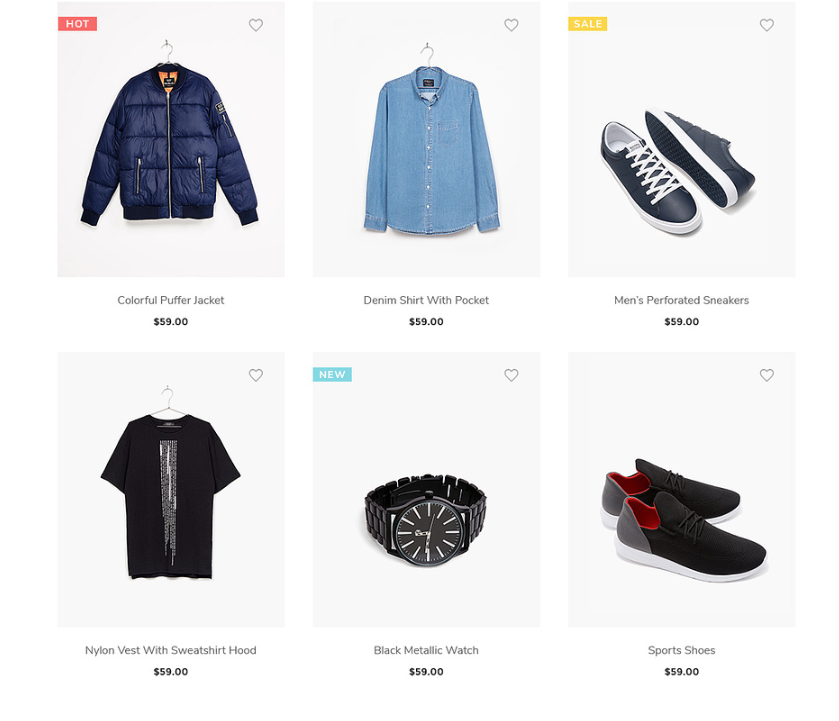 HOT
SALE
Colorful Puffer Jacket
Denim Shirt With Pocket
Men's Perforated Sneakers
$59.00
$59.00
$59.00
NEW
Nylon Vest With Sweatshirt Hood
Black Metallic Watch
Sports Shoes
$59.00
$59.00
$59.00